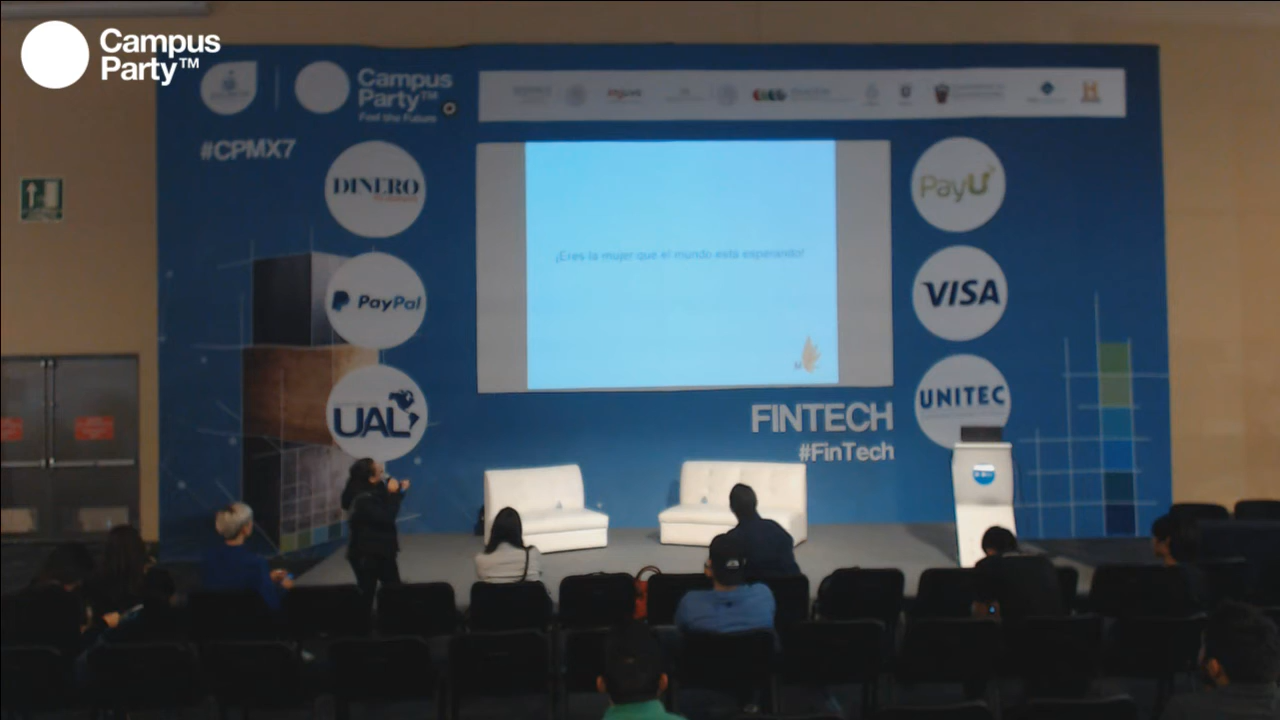 Campus
Party™
Campus
Party™
Feel the Future
#CPMX7
DINERO
PayPal
UAL
¡Eres la mujer que el mundo está esperando!
PayU
VISA
UNITEC
FINTECH
#FinTech